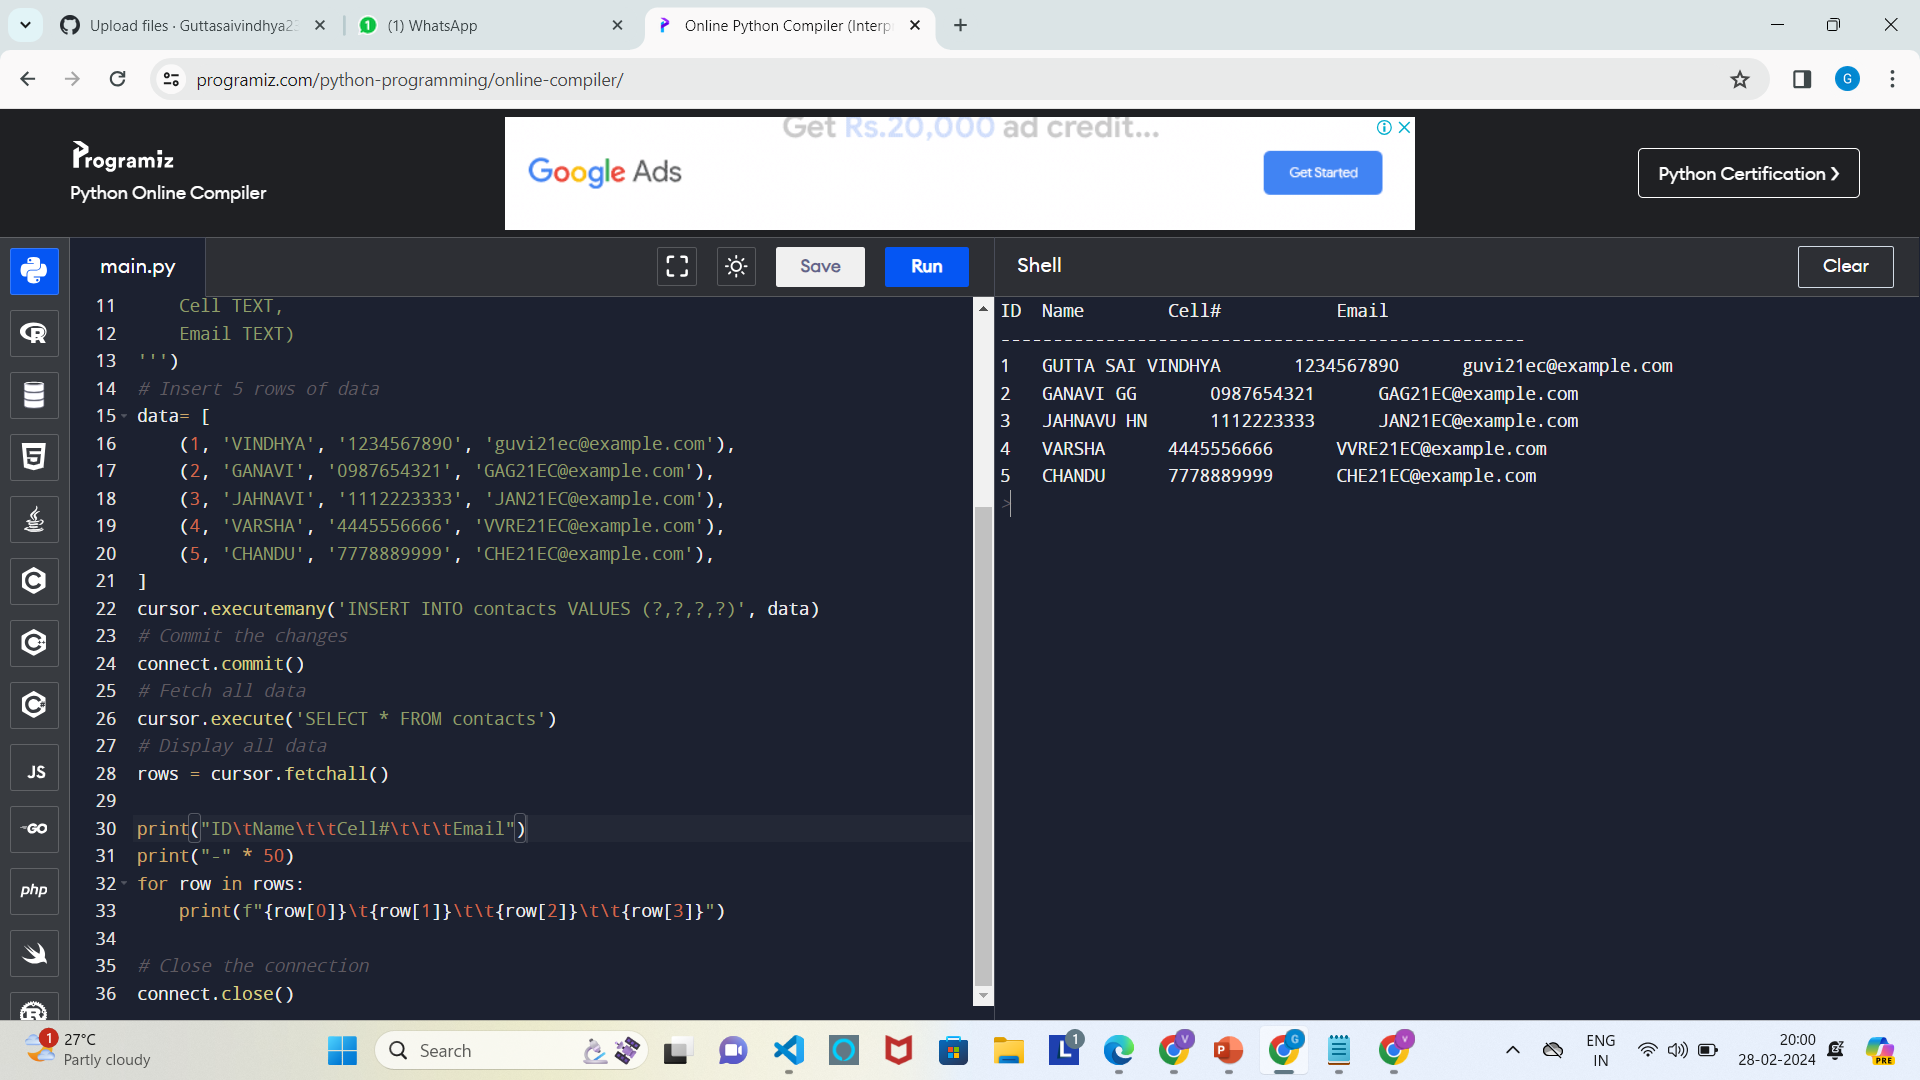 Upload files · Guttasaivindhya23
(1) WhatsApp
Online Python Compiler (Interp
programiz.com/python-programming/online-compiler/
G
Programiz
Python Online Compiler
Get Rs.20,000 ad credit...
Google Ads
Get Started
Python Certification ❯
main.py
Save
Run
Shell
Clear
11 Cell TEXT,
12 Email TEXT)
13 ''')
14 # Insert 5 rows of data
15 data= [
16 (1, 'VINDHYA', '1234567890', 'guvi21ec@example.com'),
17 (2, 'GANAVI', '0987654321', 'GAG21EC@example.com'),
18 (3, 'JAHNAVI', '1112223333', 'JAN21EC@example.com'),
19 (4, 'VARSHA', '4445556666', 'VVRE21EC@example.com'),
20 (5, 'CHANDU', '7778889999', 'CHE21EC@example.com'),
21 ]
22 cursor.executemany('INSERT INTO contacts VALUES (?,?,?,?)', data)
23 # Commit the changes
24 connect.commit()
25 # Fetch all data
26 cursor.execute('SELECT * FROM contacts')
27 # Display all data
28 rows = cursor.fetchall()
29
30 print("ID\tName\t\tCell#\t\t\tEmail")
31 print("-" * 50)
32 for row in rows:
33 print(f"{row[0]}\t{row[1]}\t\t{row[2]}\t\t{row[3]}")
34
35 # Close the connection
36 connect.close()
ID Name Cell# Email
--------------------------------------------------
1 GUTTA SAI VINDHYA 1234567890 guvi21ec@example.com
2 GANAVI GG 0987654321 GAG21EC@example.com
3 JAHNAVU HN 1112223333 JAN21EC@example.com
4 VARSHA 4445556666 VVRE21EC@example.com
5 CHANDU 7778889999 CHE21EC@example.com
>
JS
GO
php
1
27°C
Partly cloudy
Search
1
ENG
IN
20:00
28-02-2024
PRE